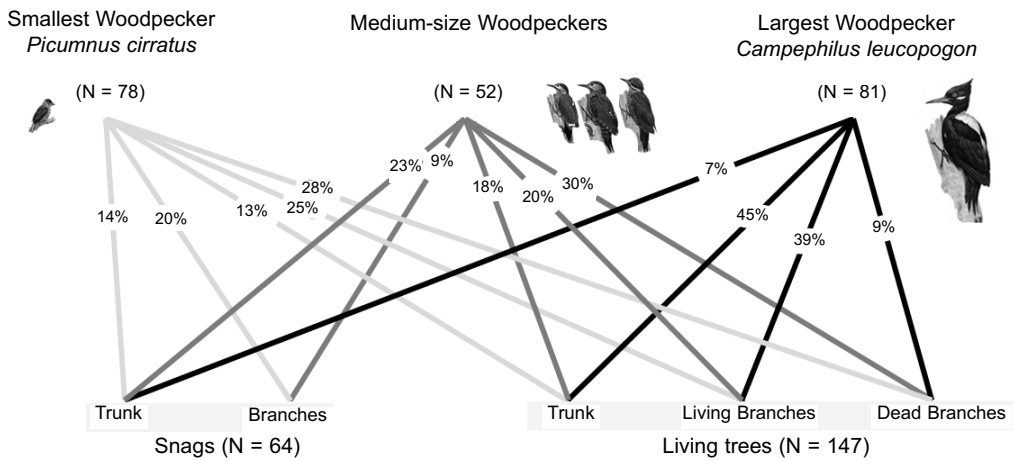 Smallest Woodpecker
Picumnus cirratus
(N = 78)
Medium-size Woodpeckers
(N = 52)
Largest Woodpecker
Campephilus leucopogon
(N = 81)
14%
20%
13%
25%
28%
23%
9%
18%
20%
30%
7%
45%
39%
9%
Trunk
Branches
Snags (N = 64)
Trunk
Living Branches
Dead Branches
Living trees (N = 147)